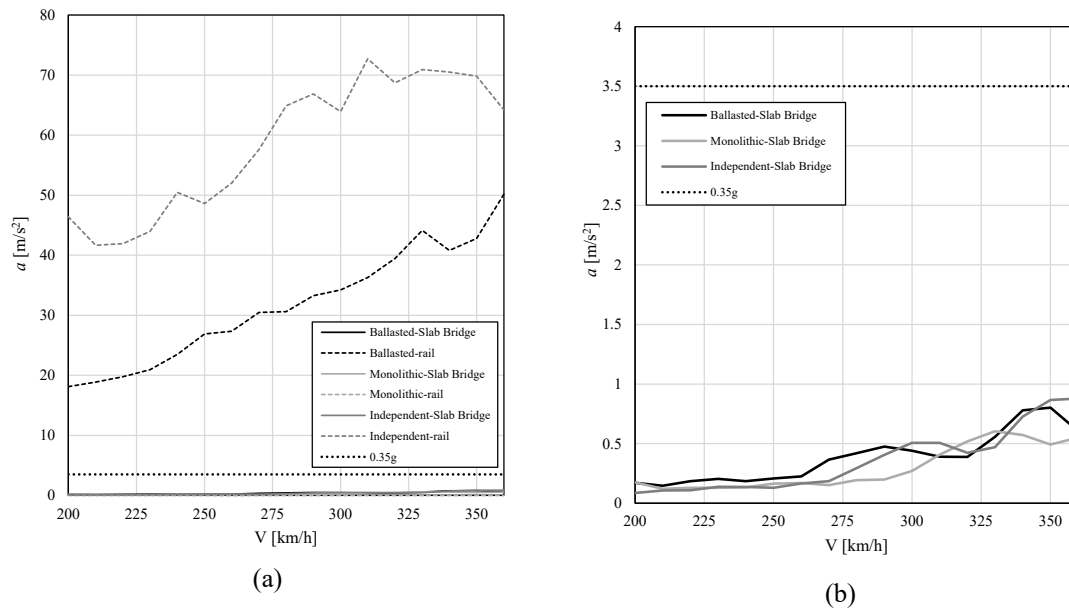 80
70
60
50
40
30
20
10
0
a [m/s²]
Ballasted-Slab Bridge
Ballasted-rail
Monolithic-Slab Bridge
Monolithic-rail
Independent-Slab Bridge
Independent-rail
0.35g
200 225 250 275 300 325 350
V [km/h]
(a)
4
3.5
3
2.5
2
1.5
1
0.5
0
a [m/s²]
Ballasted-Slab Bridge
Monolithic-Slab Bridge
Independent-Slab Bridge
0.35g
200 225 250 275 300 325 350
V [km/h]
(b)